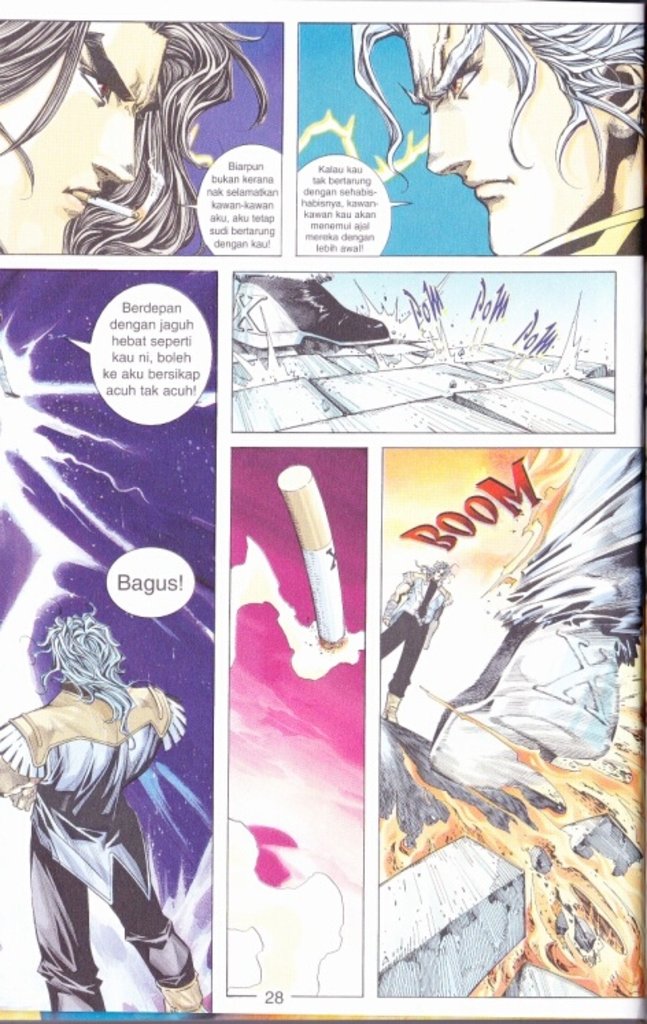 Biarpun
bukan kerana
nak selamatkan
kawan-kawan
aku, aku tetap
sudi bertarung
dengan kau!
Kalau kau
tak bertarung
dengan sehabis-
habisnya, kawan-
kawan kau akan
menemui ajal
mereka dengan
lebih awal!
Berdepan
dengan jaguh
hebat seperti
kau ni, boleh
ke aku bersikap
acuh tak acuh!
POM
POM
POM
Bagus!
X
BOOM
28